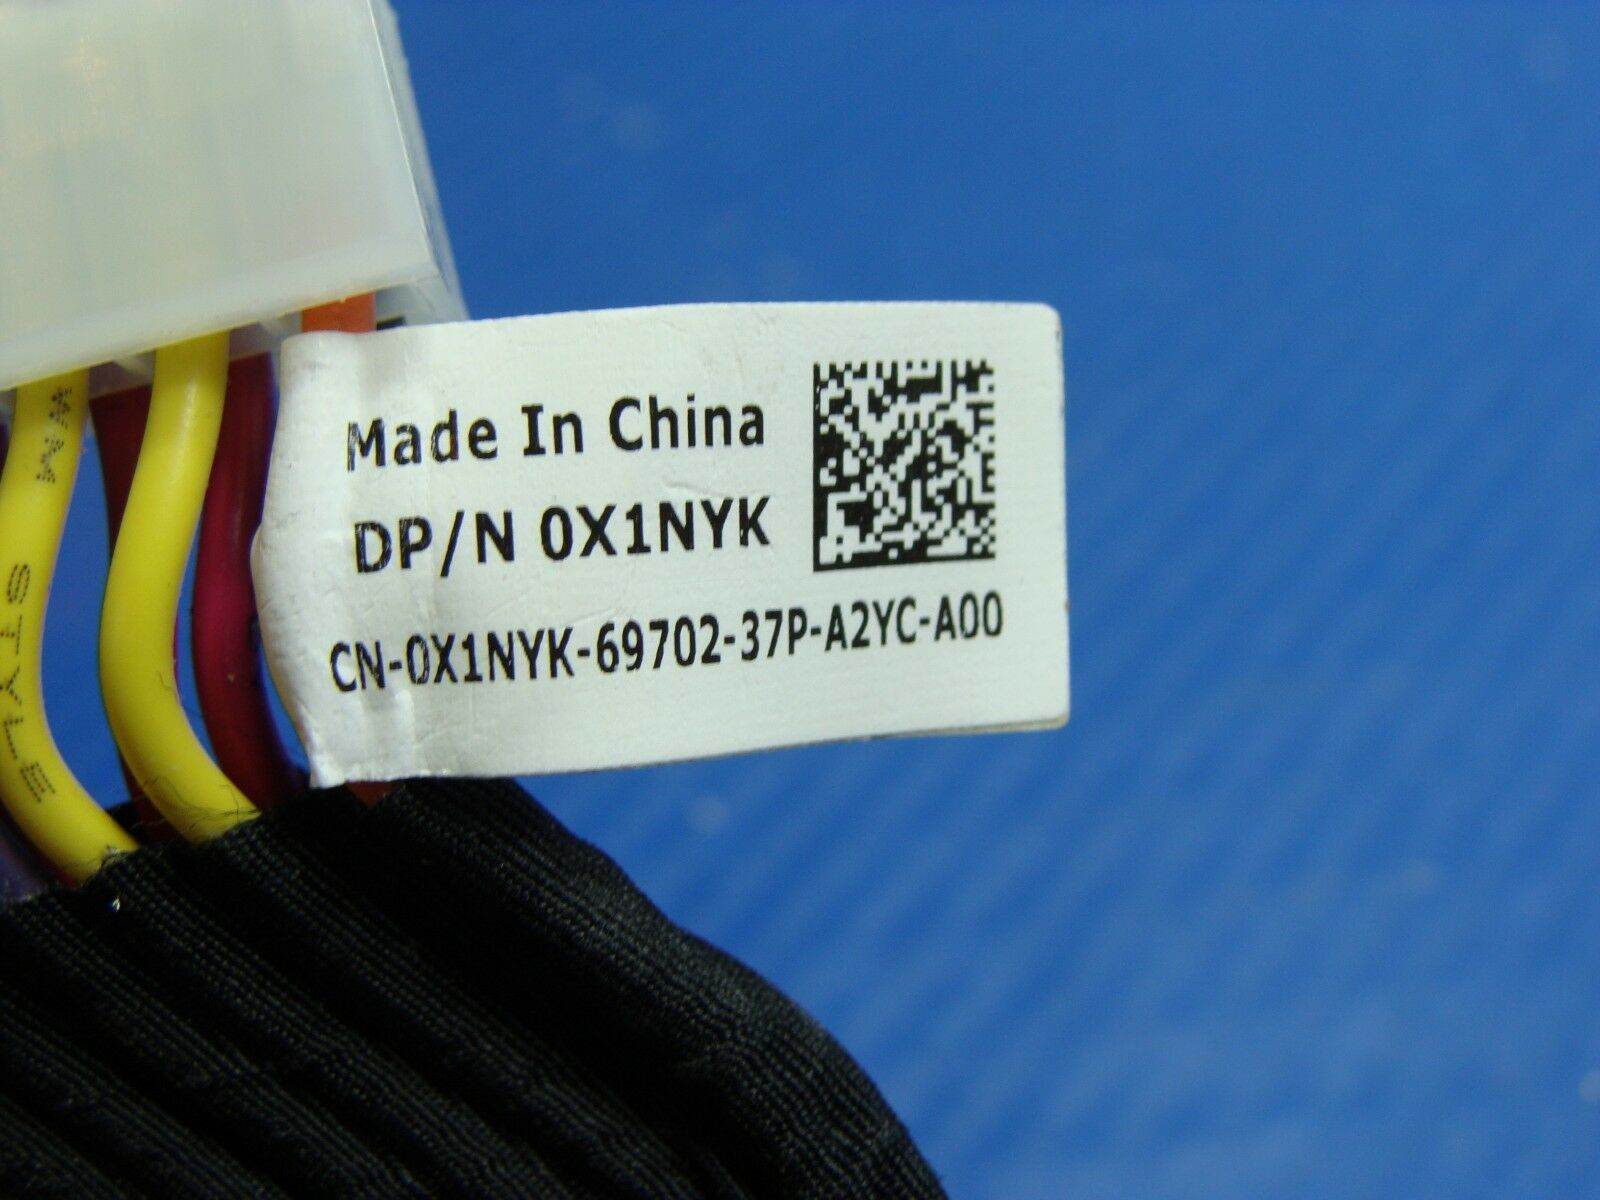 Made In China
DP/N 0X1NYK
CN-0X1NYK-69702-37P-A2YC-A00
STYLE